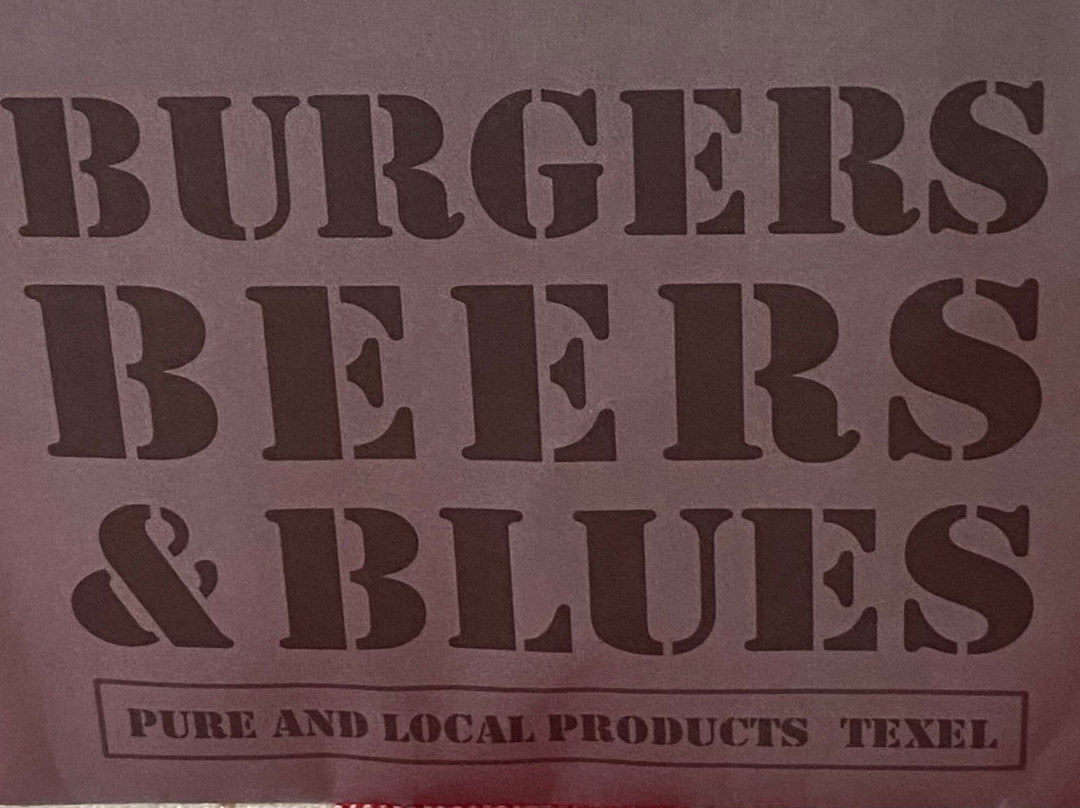 BURGERS
BEERS
& BLUES
PURE AND LOCAL PRODUCTS TEXEL